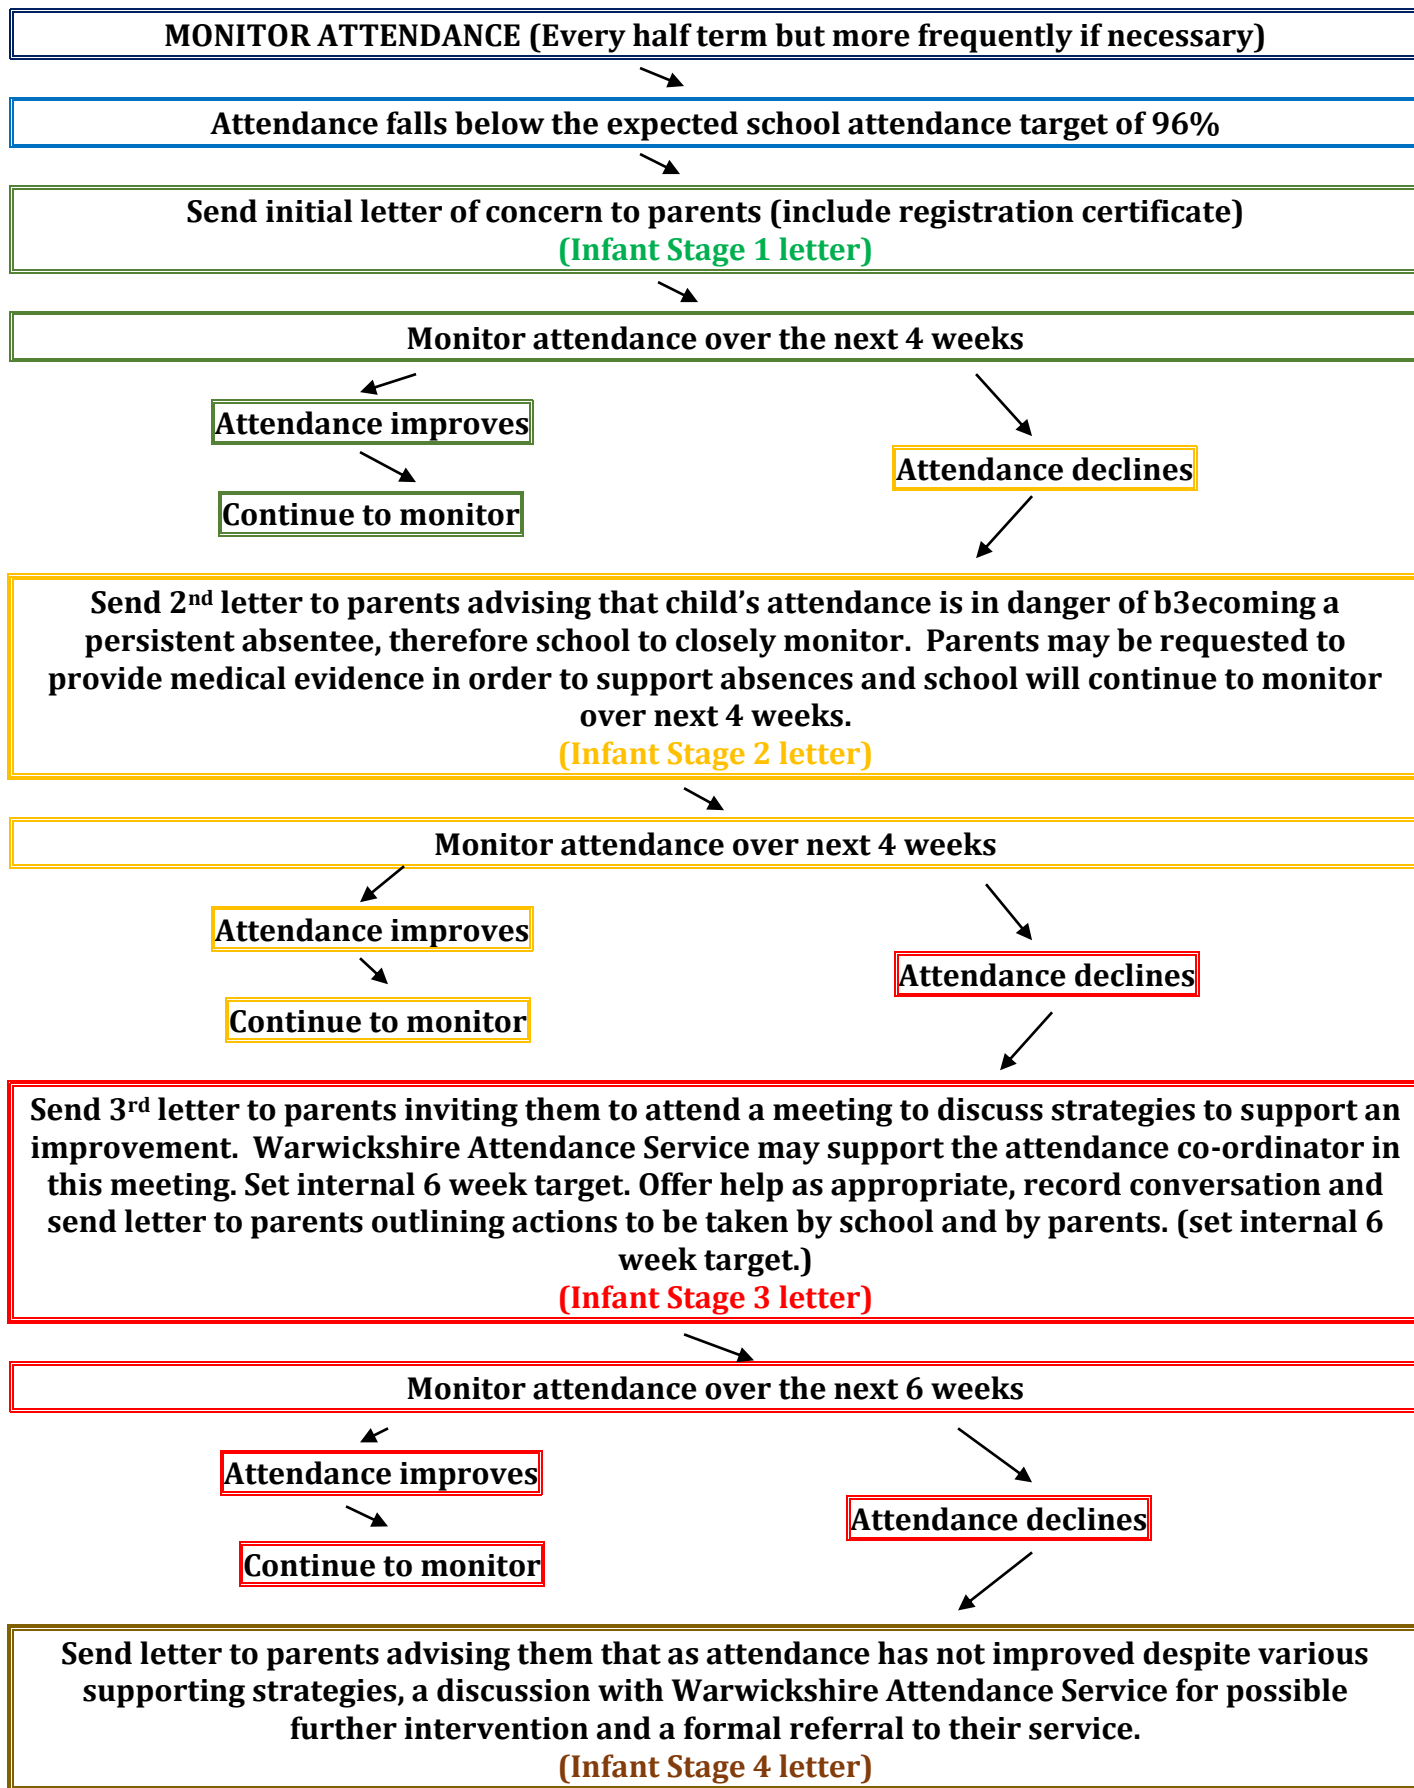 MONITOR ATTENDANCE (Every half term but more frequently if necessary)
Attendance falls below the expected school attendance target of 96%
Send initial letter of concern to parents (include registration certificate)
(Infant Stage 1 letter)
Monitor attendance over the next 4 weeks
Attendance improves
Attendance declines
Continue to monitor
Send 2nd letter to parents advising that child’s attendance is in danger of b3ecoming a
persistent absentee, therefore school to closely monitor.  Parents may be requested to
provide medical evidence in order to support absences and school will continue to monitor
over next 4 weeks.
(Infant Stage 2 letter)
Monitor attendance over next 4 weeks
Attendance improves
Attendance declines
Continue to monitor
Send 3rd letter to parents inviting them to attend a meeting to discuss strategies to support an
improvement.  Warwickshire Attendance Service may support the attendance co-ordinator in
this meeting. Set internal 6 week target. Offer help as appropriate, record conversation and
send letter to parents outlining actions to be taken by school and by parents. (set internal 6
week target.)
(Infant Stage 3 letter)
Monitor attendance over the next 6 weeks
Attendance improves
Attendance declines
Continue to monitor
Send letter to parents advising them that as attendance has not improved despite various
supporting strategies, a discussion with Warwickshire Attendance Service for possible
further intervention and a formal referral to their service.
(Infant Stage 4 letter)